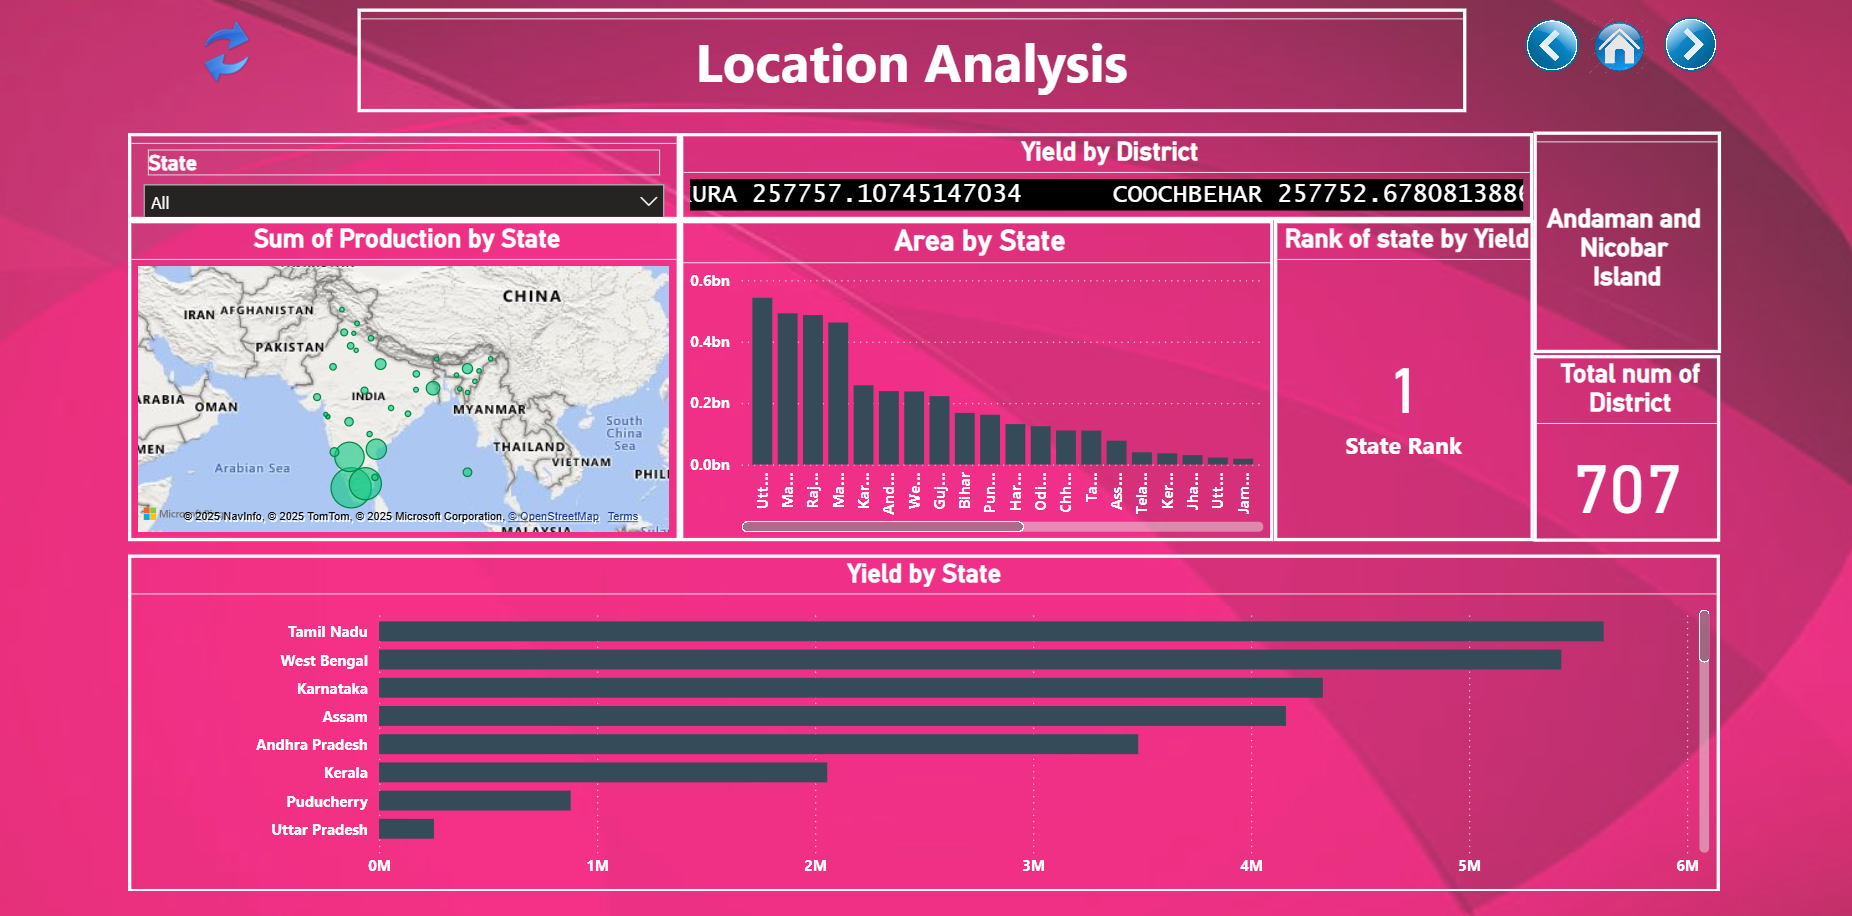 Location Analysis
State
All
Yield by District
URA 257757.10745147034 COOCHBEHAR 257752.6780813886
Andaman and
Nicobar
Island
Sum of Production by State
CHINA
IRAN
AFGHANISTAN
PAKISTAN
ARABIA
OMAN
INDIA
MYANMAR
South
China
Sea
THAILAND
VIETNAM
MEN
Arabian Sea
PHILI
© 2025 NavInfo, © 2025 TomTom, © 2025 Microsoft Corporation, © OpenStreetMap Terms
MALAYSIA
Area by State
0.6bn
0.4bn
0.2bn
0.0bn
Utt...
Ma...
Raj...
Ma...
Kar...
And...
We...
Guj...
Bihar
Pun...
Har...
Odi...
Chh...
Ta...
Ass...
Tela...
Ker...
Jha...
Utt...
Jam...
Rank of state by Yield
1
State Rank
Total num of
District
707
Yield by State
Tamil Nadu
West Bengal
Karnataka
Assam
Andhra Pradesh
Kerala
Puducherry
Uttar Pradesh
0M 1M 2M 3M 4M 5M 6M